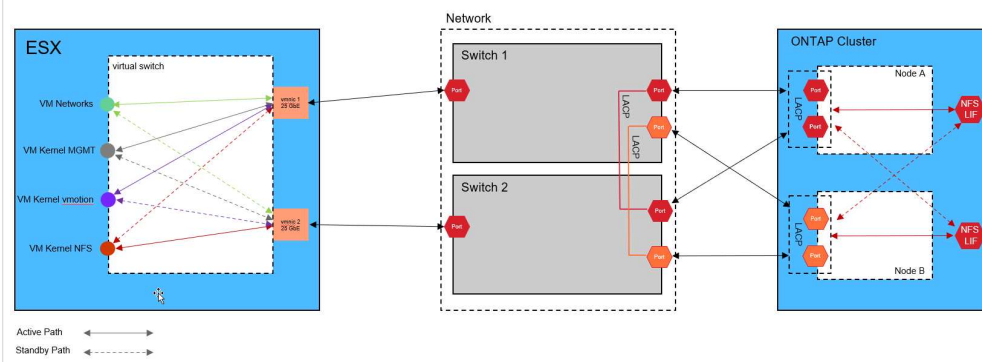 Network
ESX
virtual switch
VM Networks
VM Kernel MGMT
VM Kernel vmotion
VM Kernel NFS
vmnic 1
25 GbE
vmnic 2
25 GbE
Switch 1
Port
Port
Port
LACP
LACP
Switch 2
Port
Port
Port
ONTAP Cluster
Node A
Port
Port
LACP
NFS
LIF
Port
Port
LACP
Node B
NFS
LIF
Active Path
Standby Path